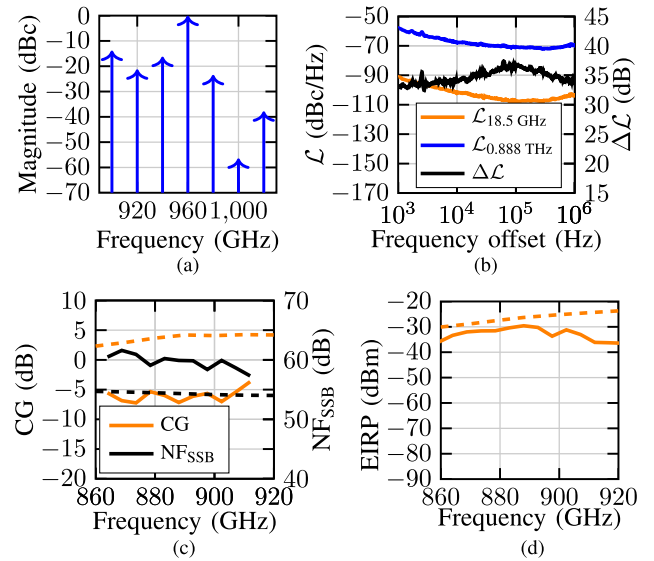 0
−10
−20
−30
−40
−50
−60
−70
Magnitude (dBc)
920
960
1,000
Frequency (GHz)
(a)
−50
−70
−90
−110
−130
−150
−170
ℒ (dBc/Hz)
45
40
35
30
25
20
15
Δℒ (dB)
ℒ18.5 GHz
ℒ0.888 THz
Δℒ
10³
10⁴
10⁵
10⁶
Frequency offset (Hz)
(b)
10
5
0
−5
−10
−15
−20
CG (dB)
70
60
50
40
NFSSB (dB)
CG
NFSSB
860
880
900
920
Frequency (GHz)
(c)
−20
−30
−40
−50
−60
−70
−80
−90
EIRP (dBm)
860
880
900
920
Frequency (GHz)
(d)